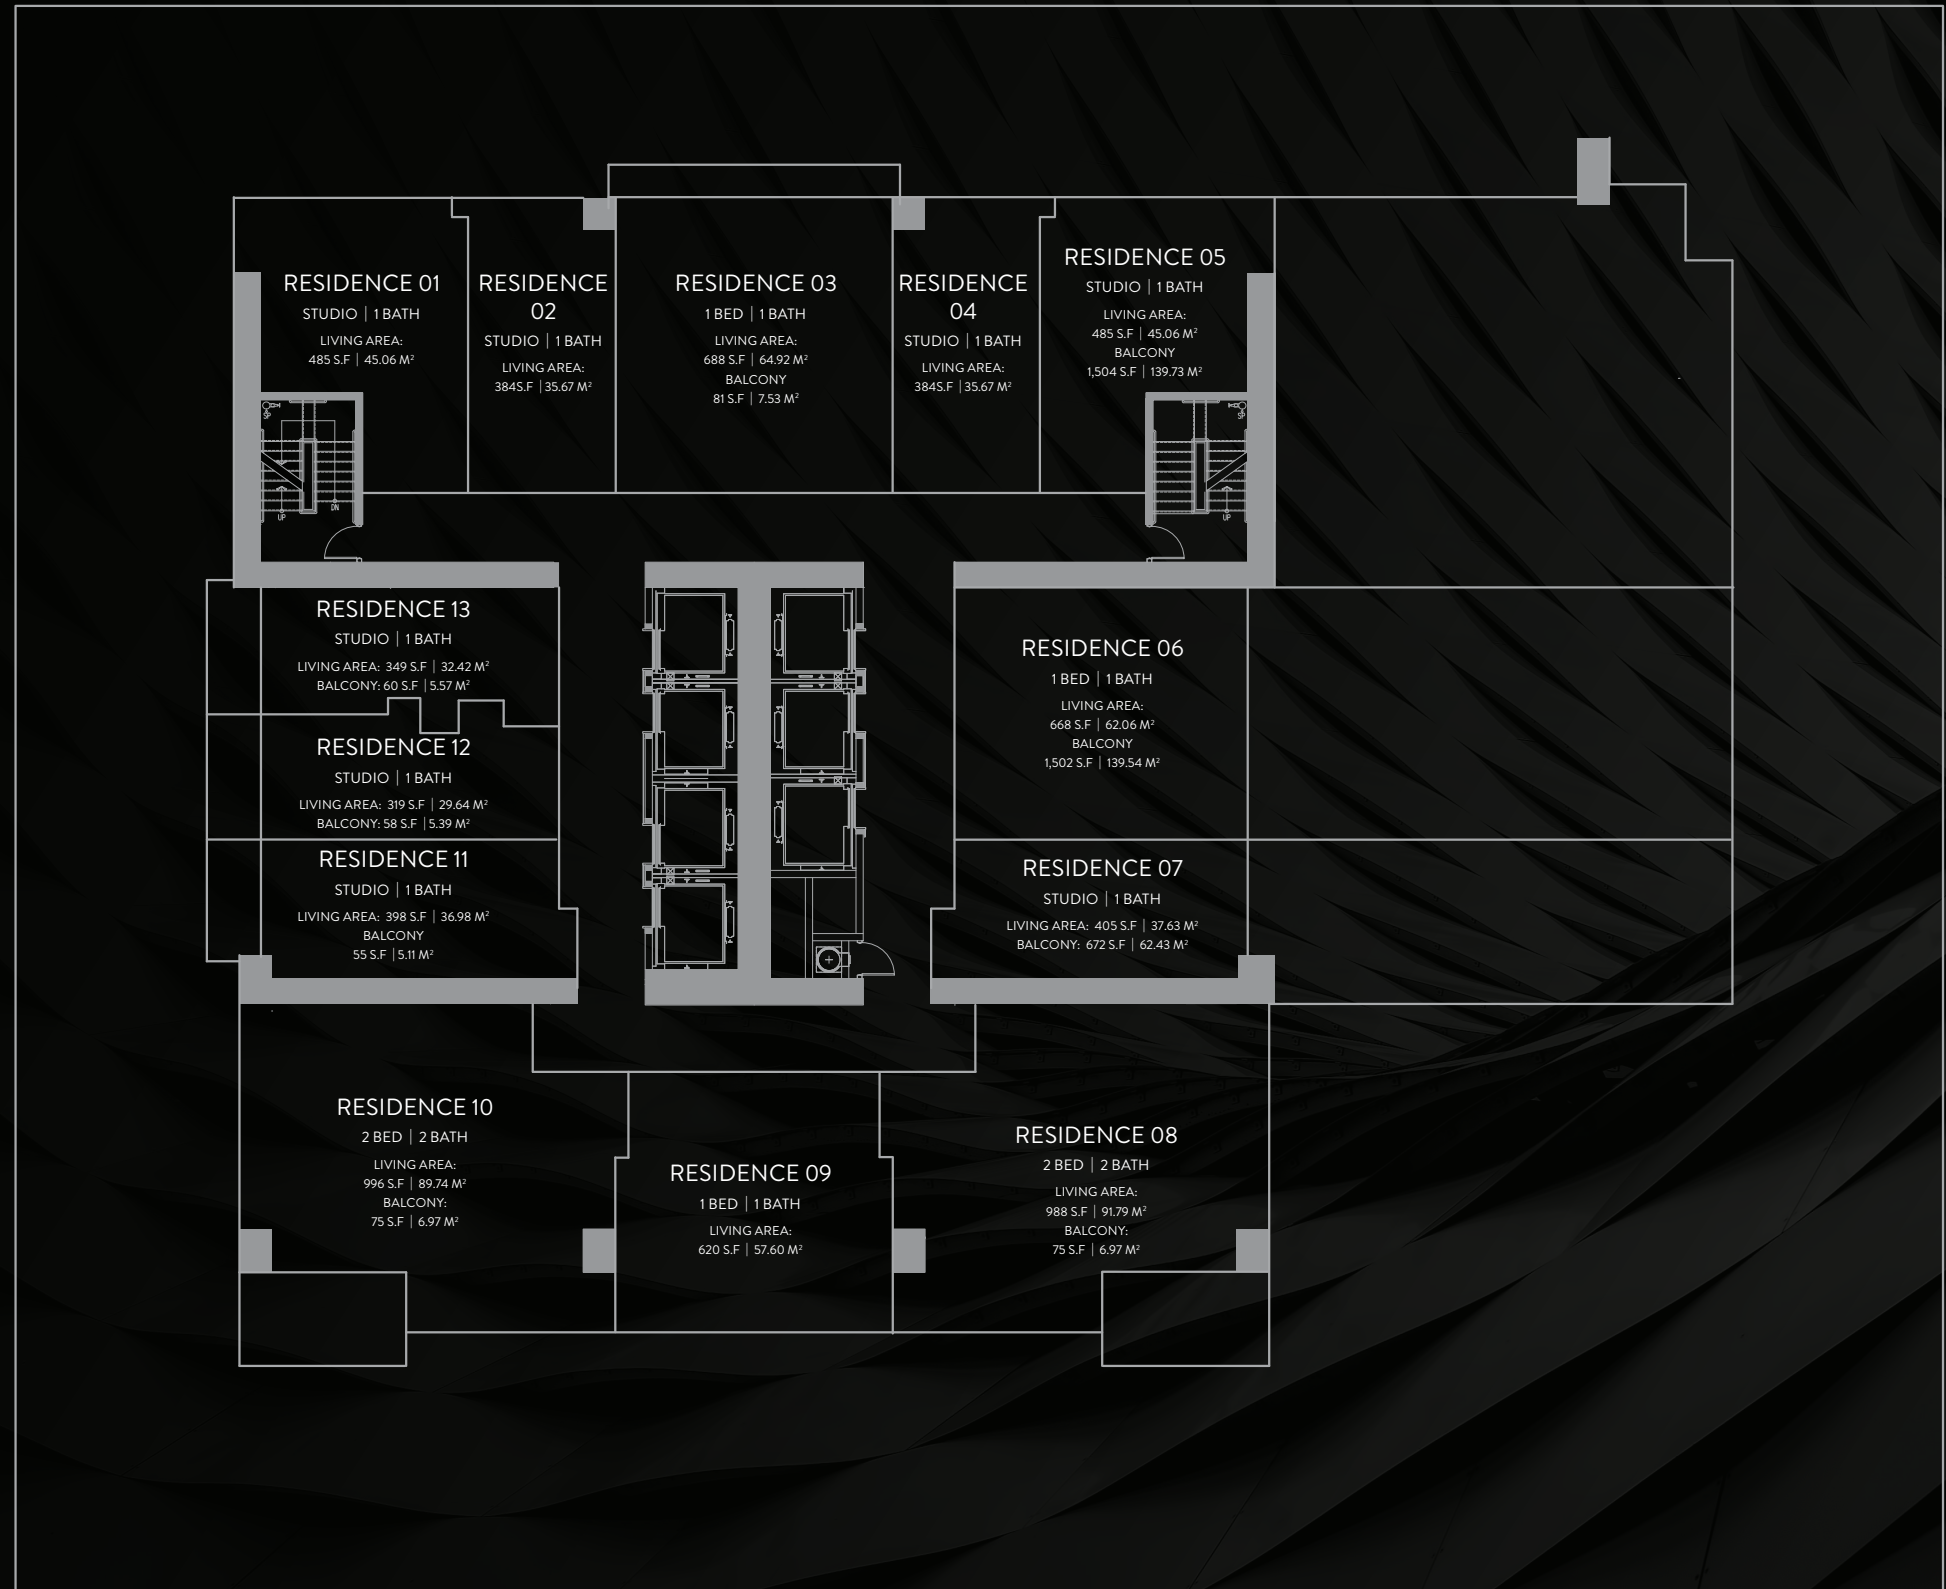 RESIDENCE 01
STUDIO | 1 BATH
LIVING AREA:
485 S.F | 45.06 M²
RESIDENCE
02
STUDIO | 1 BATH
LIVING AREA:
384S.F | 35.67 M²
RESIDENCE 03
1 BED | 1 BATH
LIVING AREA:
688 S.F | 64.92 M²
BALCONY
81 S.F | 7.53 M²
RESIDENCE
04
STUDIO | 1 BATH
LIVING AREA:
384S.F | 35.67 M²
RESIDENCE 05
STUDIO | 1 BATH
LIVING AREA:
485 S.F | 45.06 M²
BALCONY
1,504 S.F | 139.73 M²
UP
DN
UP
RESIDENCE 13
STUDIO | 1 BATH
LIVING AREA: 349 S.F | 32.42 M²
BALCONY: 60 S.F | 5.57 M²
RESIDENCE 12
STUDIO | 1 BATH
LIVING AREA: 319 S.F | 29.64 M²
BALCONY: 58 S.F | 5.39 M²
RESIDENCE 11
STUDIO | 1 BATH
LIVING AREA: 398 S.F | 36.98 M²
BALCONY
55 S.F | 5.11 M²
RESIDENCE 06
1 BED | 1 BATH
LIVING AREA:
668 S.F | 62.06 M²
BALCONY
1,502 S.F | 139.54 M²
RESIDENCE 07
STUDIO | 1 BATH
LIVING AREA: 405 S.F | 37.63 M²
BALCONY: 672 S.F | 62.43 M²
RESIDENCE 10
2 BED | 2 BATH
LIVING AREA:
996 S.F | 89.74 M²
BALCONY:
75 S.F | 6.97 M²
RESIDENCE 09
1 BED | 1 BATH
LIVING AREA:
620 S.F | 57.60 M²
RESIDENCE 08
2 BED | 2 BATH
LIVING AREA:
988 S.F | 91.79 M²
BALCONY:
75 S.F | 6.97 M²